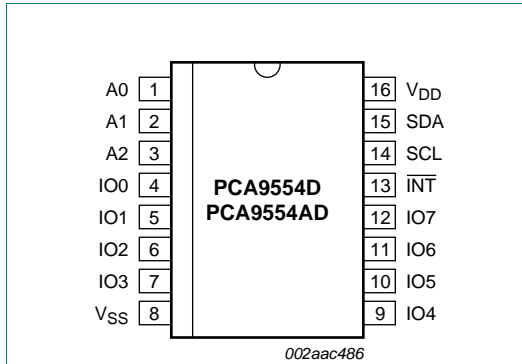 A0 1 16 VDD
A1 2 15 SDA
A2 3 14 SCL
IO0 4 13 INT
IO1 5 PCA9554D 12 IO7
IO2 6 PCA9554AD 11 IO6
IO3 7 10 IO5
VSS 8 9 IO4
002aac486